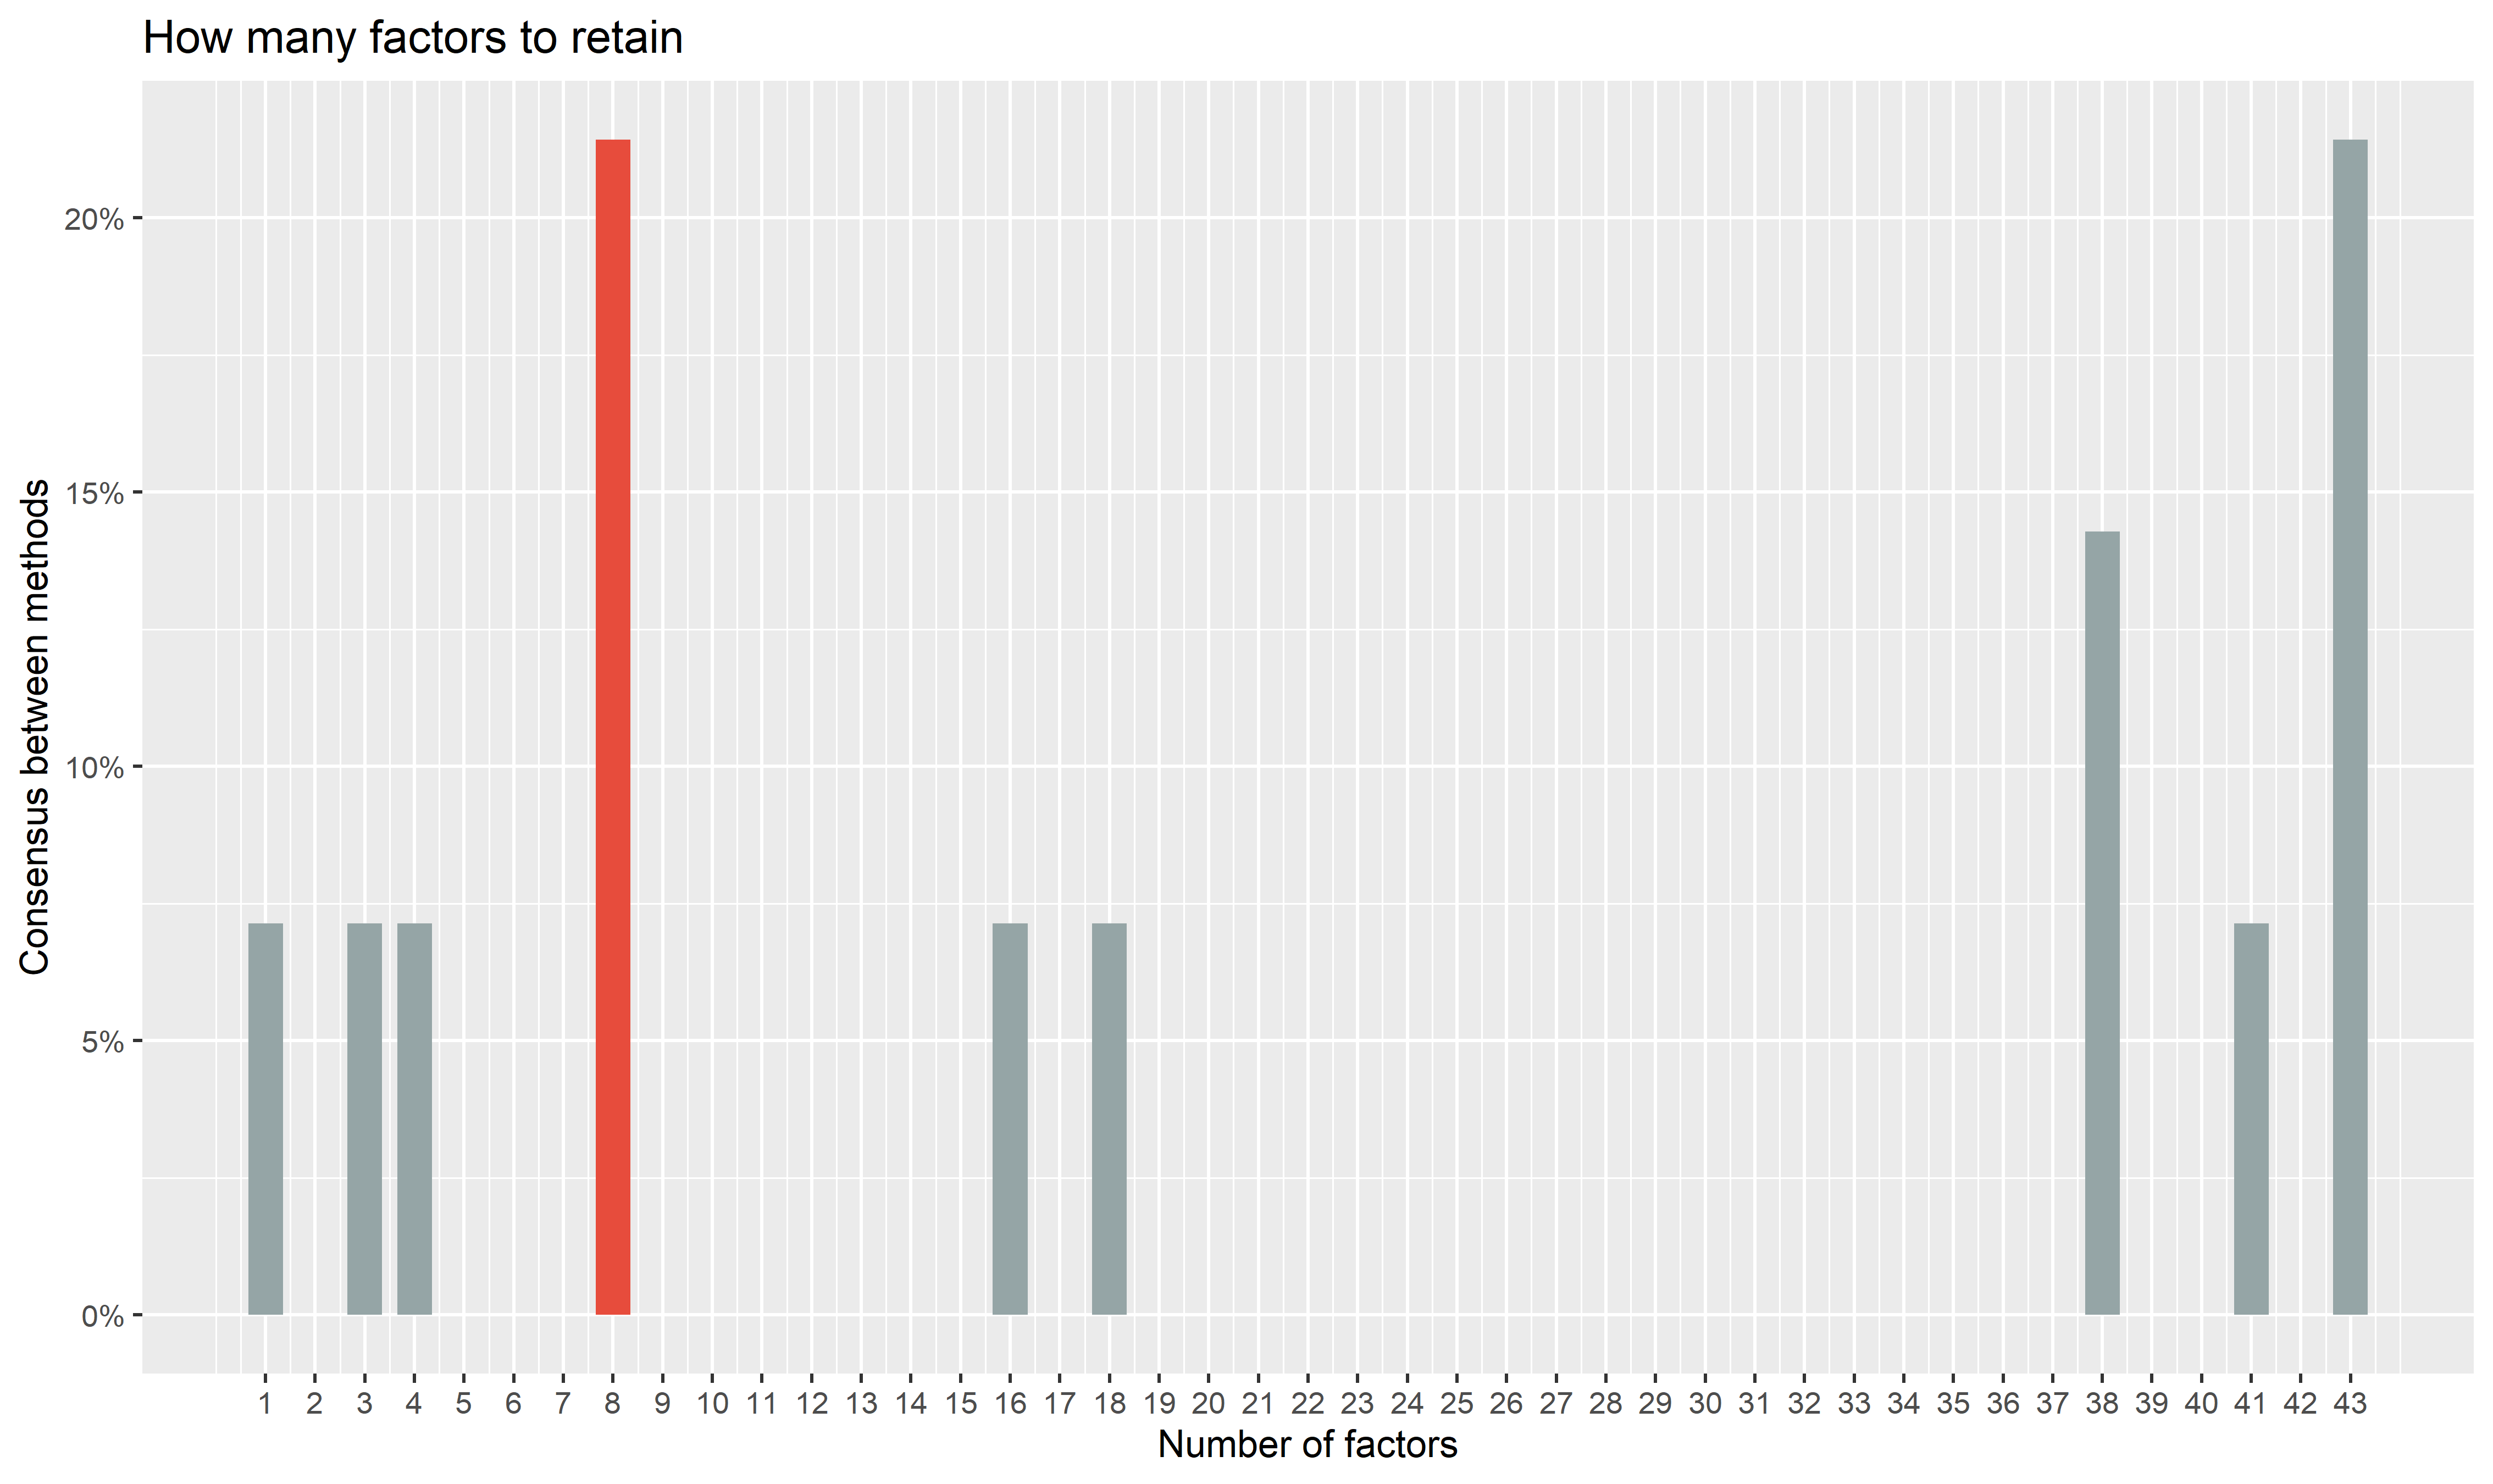 How many factors to retain
Consensus between methods
20%
15%
10%
5%
0%
1 2 3 4 5 6 7 8 9 10 11 12 13 14 15 16 17 18 19 20 21 22 23 24 25 26 27 28 29 30 31 32 33 34 35 36 37 38 39 40 41 42 43
Number of factors